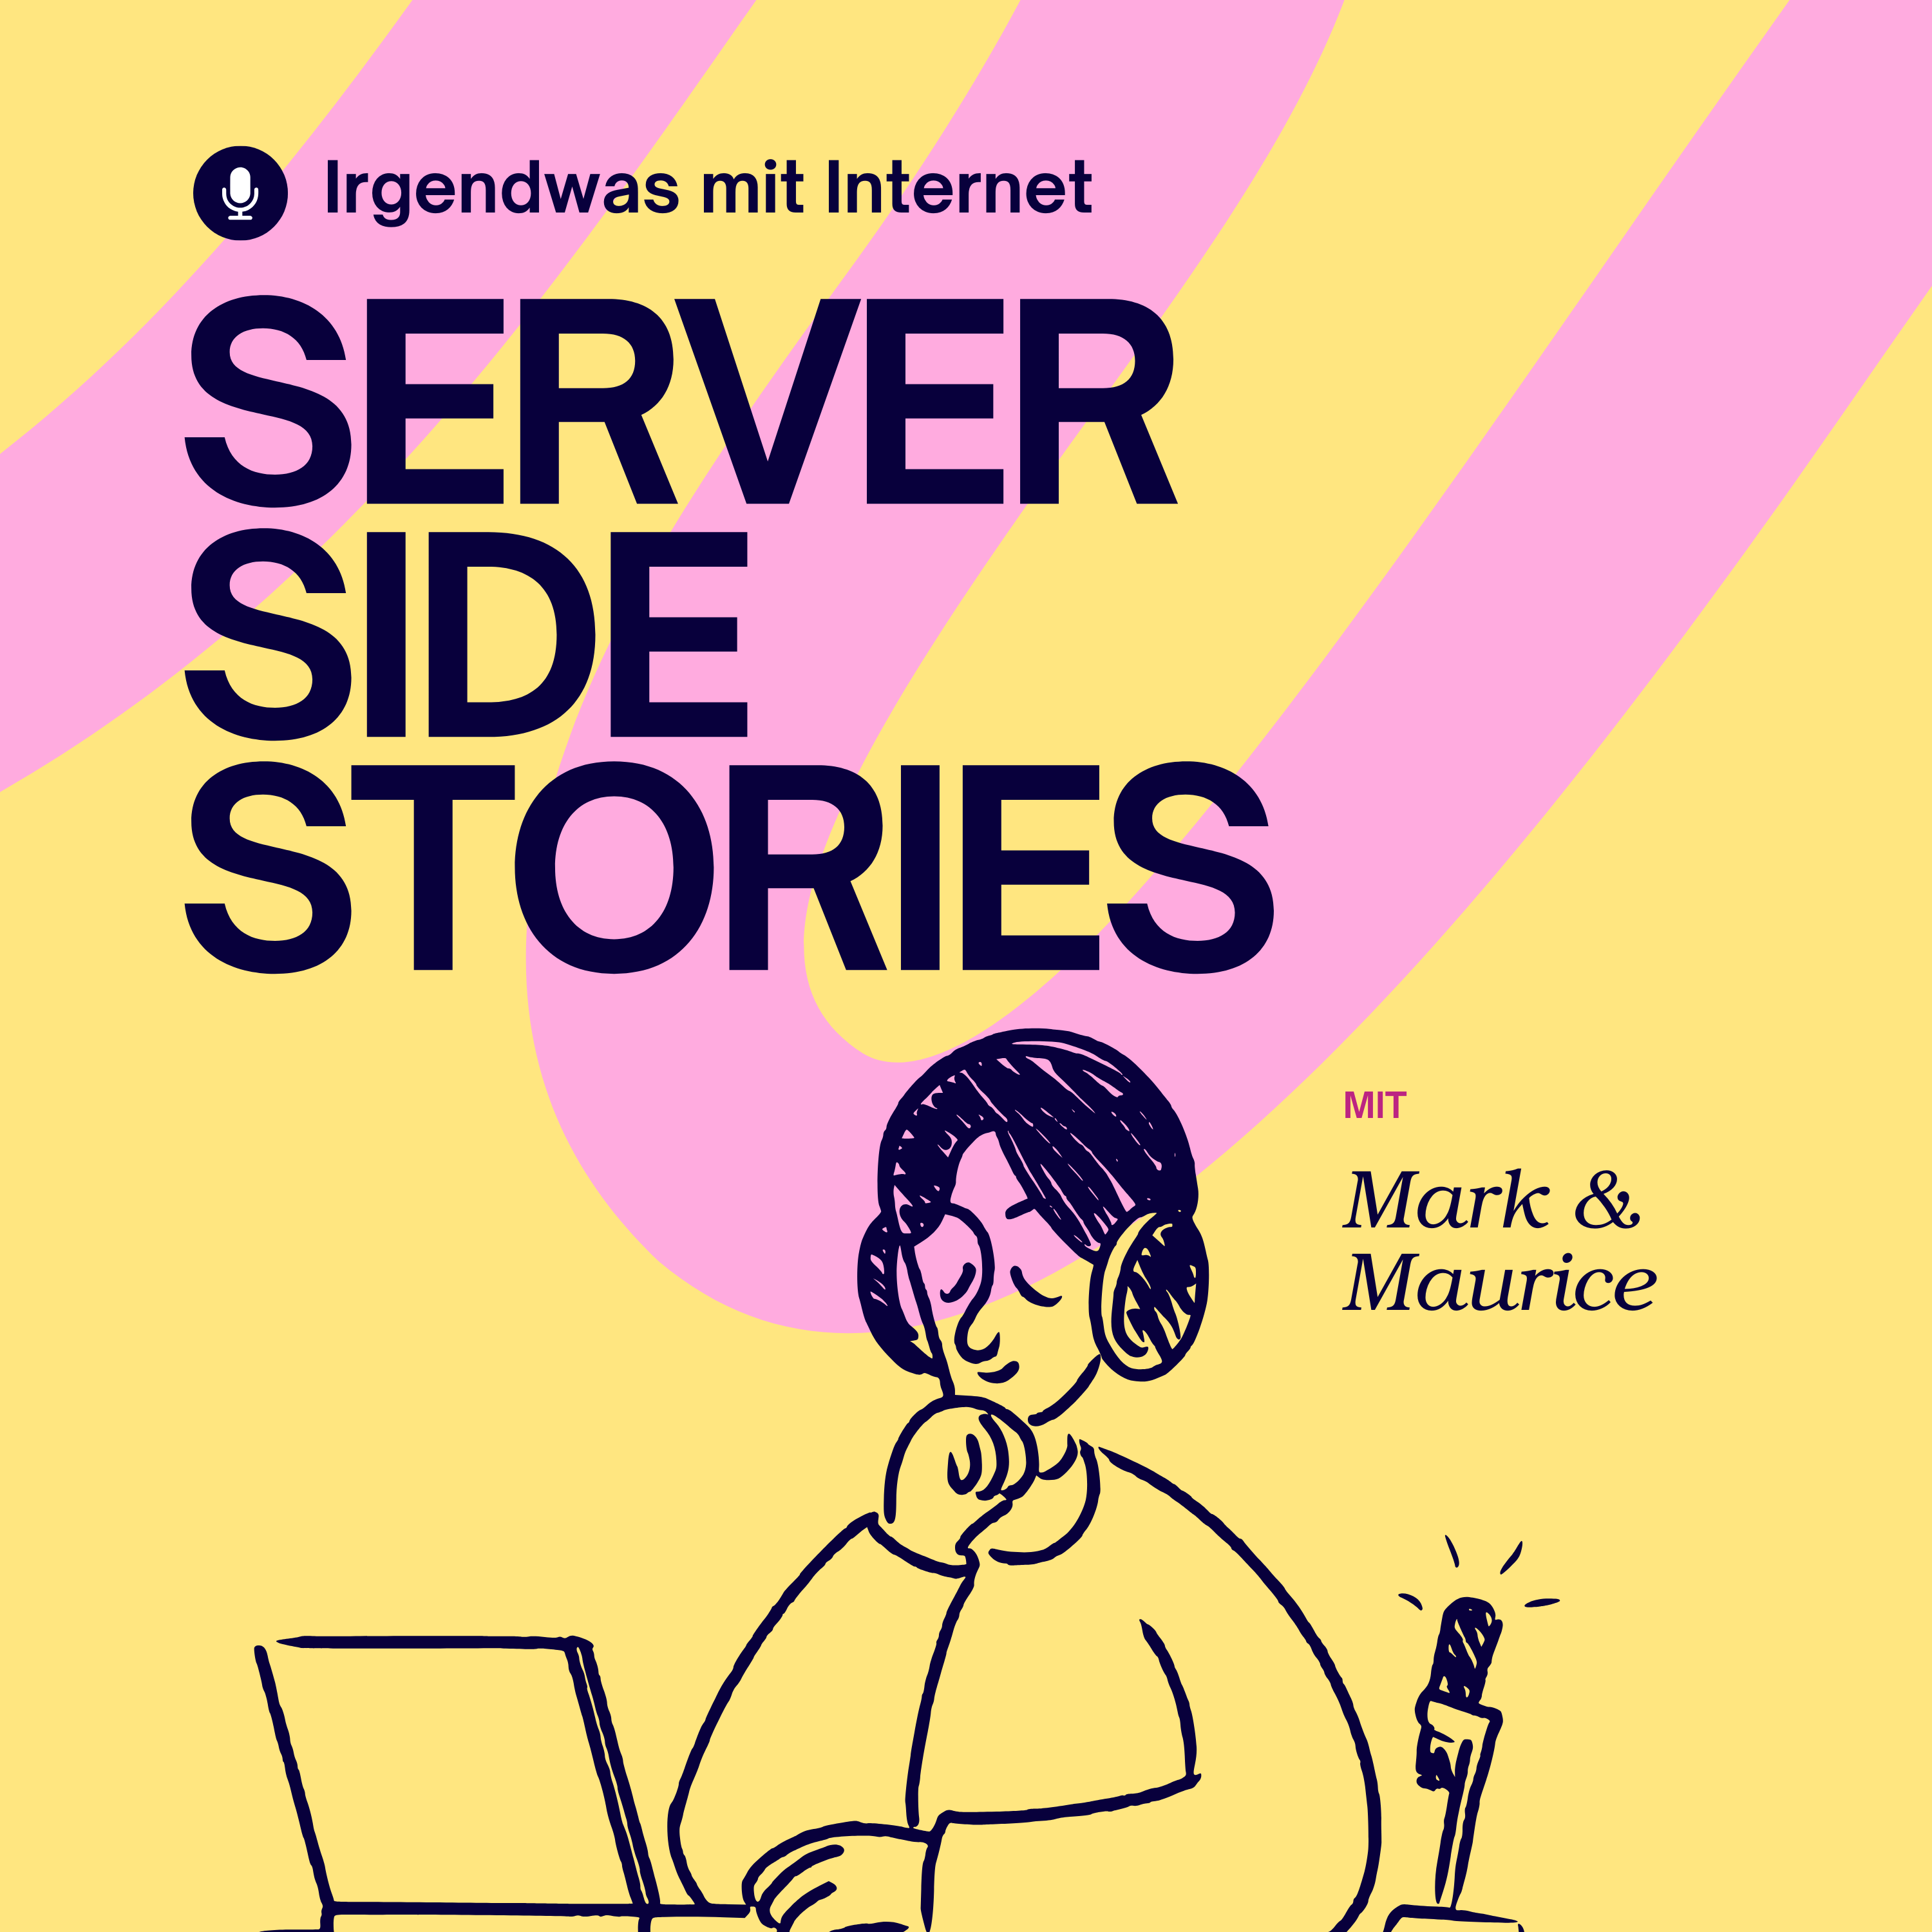 Irgendwas mit Internet
SERVER
SIDE
STORIES
MIT
Mark &
Maurice